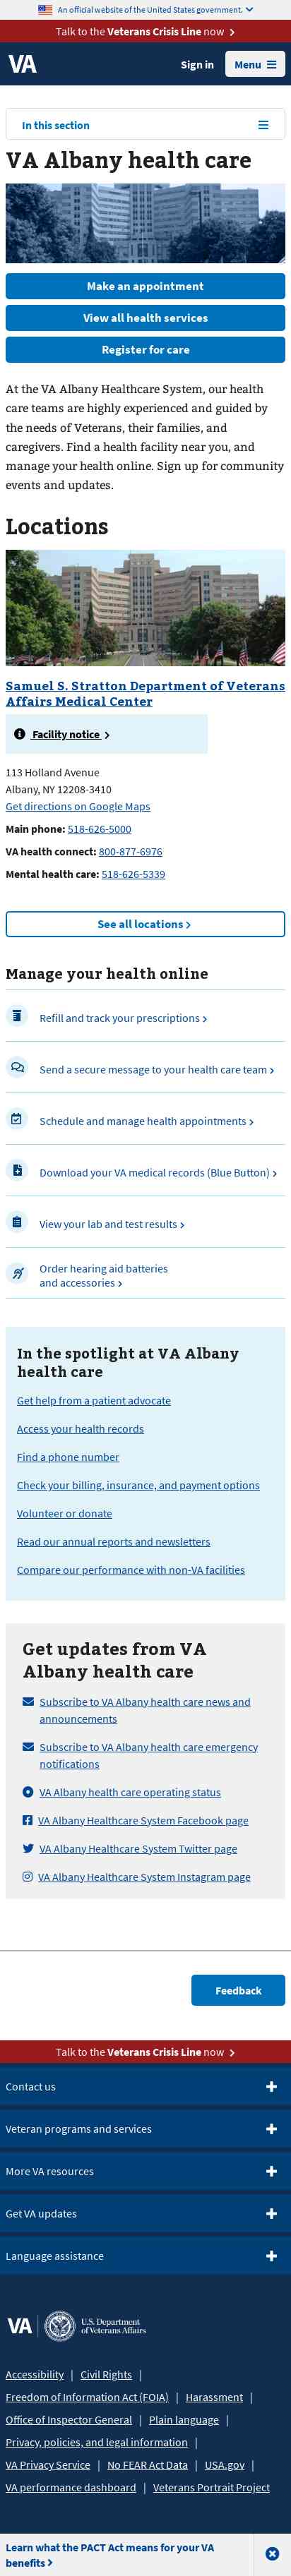 An official website of the United States government.
Talk to the Veterans Crisis Line now
VA
Sign in
Menu
In this section
VA Albany health care
Make an appointment
View all health services
Register for care
At the VA Albany Healthcare System, our health
care teams are highly experienced and guided by
the needs of Veterans, their families, and
caregivers. Find a health facility near you, and
manage your health online. Sign up for community
events and updates.
Locations
Samuel S. Stratton Department of Veterans
Affairs Medical Center
Facility notice
113 Holland Avenue
Albany, NY 12208-3410
Get directions on Google Maps
Main phone: 518-626-5000
VA health connect: 800-877-6976
Mental health care: 518-626-5339
See all locations
Manage your health online
Refill and track your prescriptions
Send a secure message to your health care team
Schedule and manage health appointments
Download your VA medical records (Blue Button)
View your lab and test results
Order hearing aid batteries
and accessories
In the spotlight at VA Albany
health care
Get help from a patient advocate
Access your health records
Find a phone number
Check your billing, insurance, and payment options
Volunteer or donate
Read our annual reports and newsletters
Compare our performance with non-VA facilities
Get updates from VA
Albany health care
Subscribe to VA Albany health care news and
announcements
Subscribe to VA Albany health care emergency
notifications
VA Albany health care operating status
VA Albany Healthcare System Facebook page
VA Albany Healthcare System Twitter page
VA Albany Healthcare System Instagram page
Feedback
Talk to the Veterans Crisis Line now
Contact us
Veteran programs and services
More VA resources
Get VA updates
Language assistance
VA
U.S. Department
of Veterans Affairs
Accessibility | Civil Rights |
Freedom of Information Act (FOIA) | Harassment |
Office of Inspector General | Plain language |
Privacy, policies, and legal information |
VA Privacy Service | No FEAR Act Data | USA.gov |
VA performance dashboard | Veterans Portrait Project
Learn what the PACT Act means for your VA
benefits